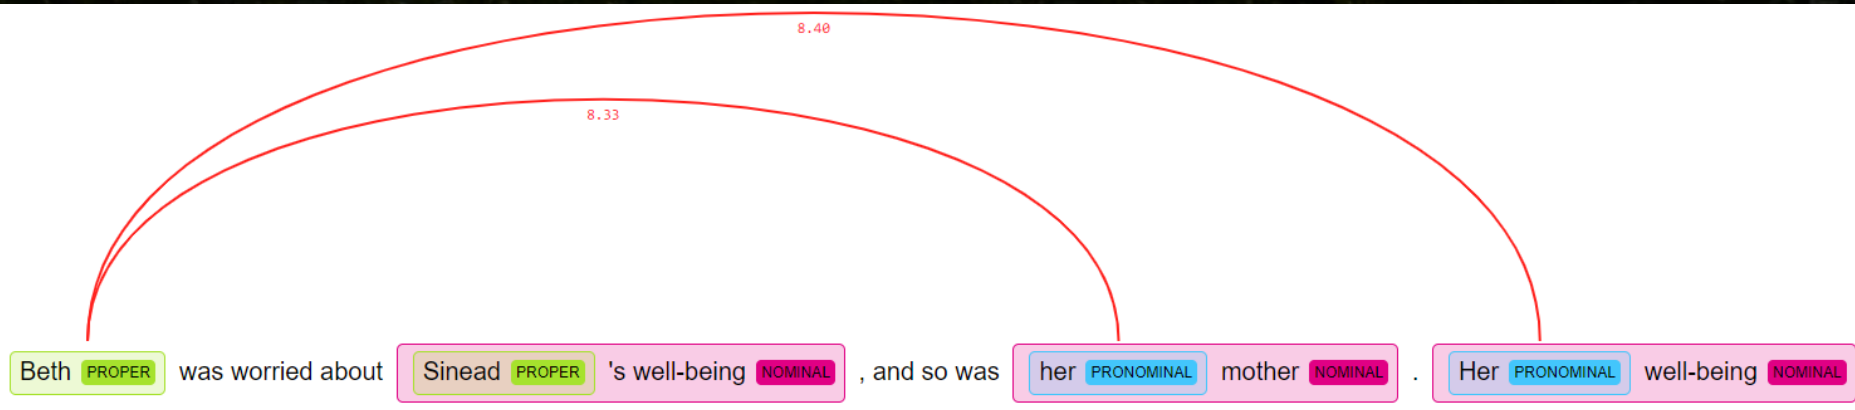 8.40
8.33
Beth PROPER was worried about Sinead PROPER 's well-being NOMINAL , and so was her PRONOMINAL mother NOMINAL . Her PRONOMINAL well-being NOMINAL